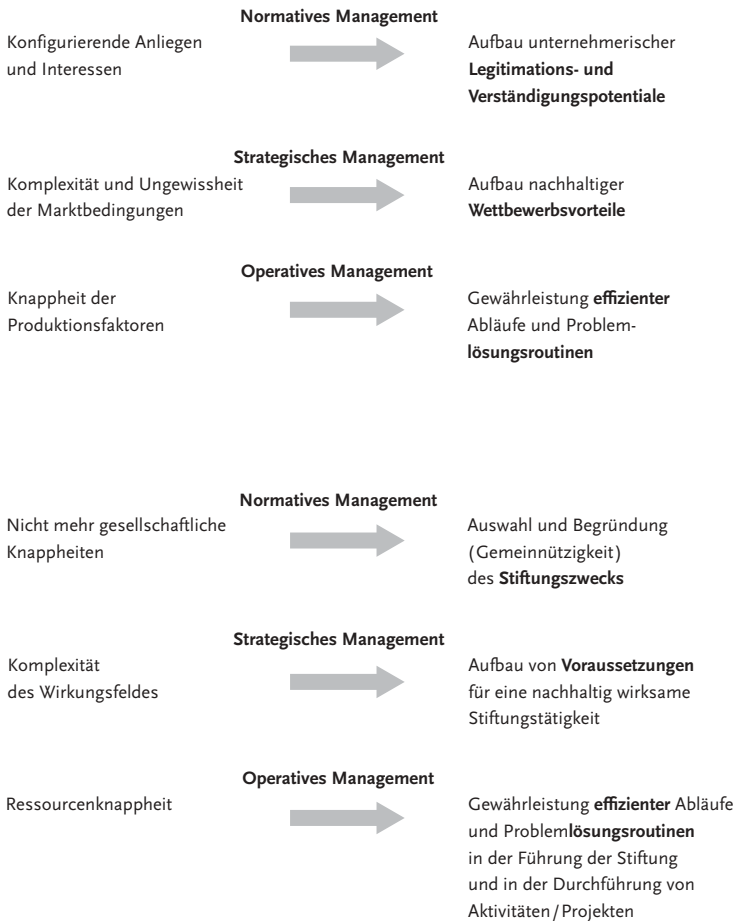 Normatives Management
Konfigurierende Anliegen
und Interessen
Aufbau unternehmerischer
Legitimations- und
Verständigungspotentiale
Strategisches Management
Komplexität und Ungewissheit
der Marktbedingungen
Aufbau nachhaltiger
Wettbewerbsvorteile
Operatives Management
Knappheit der
Produktionsfaktoren
Gewährleistung effizienter
Abläufe und Problem-
lösungsroutinen
Normatives Management
Nicht mehr gesellschaftliche
Knappheiten
Auswahl und Begründung
(Gemeinnützigkeit)
des Stiftungszwecks
Strategisches Management
Komplexität
des Wirkungsfeldes
Aufbau von Voraussetzungen
für eine nachhaltig wirksame
Stiftungstätigkeit
Operatives Management
Ressourcenknappheit
Gewährleistung effizienter Abläufe
und Problemlösungsroutinen
in der Führung der Stiftung
und in der Durchführung von
Aktivitäten/Projekten